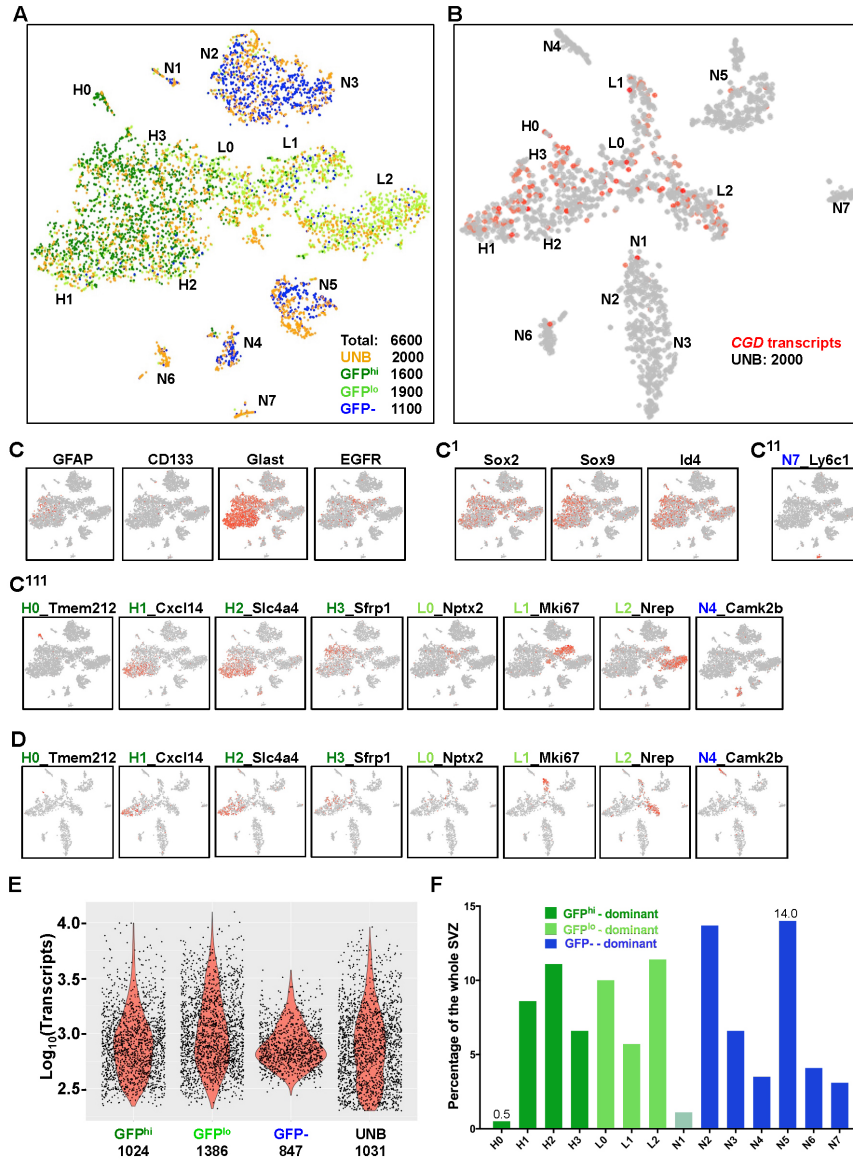 A
B
N1
N2
N3
H0
H3
L0
L1
L2
H1
H2
N5
N4
N6
N7
Total: 6600
UNB 2000
GFPhi 1600
GFPlo 1900
GFP- 1100
N4
L1
N5
H0
L0
H3
L2
N7
H1
H2
N1
N2
N6
N3
CGD transcripts
UNB: 2000
C
GFAP CD133 Glast EGFR
C1
Sox2 Sox9 Id4
C11
N7_Ly6c1
C111
H0_Tmem212 H1_Cxcl14 H2_Slc4a4 H3_Sfrp1 L0_Nptx2 L1_Mki67 L2_Nrep N4_Camk2b
D
H0_Tmem212 H1_Cxcl14 H2_Slc4a4 H3_Sfrp1 L0_Nptx2 L1_Mki67 L2_Nrep N4_Camk2b
E
Log10(Transcripts)
4.0
3.5
3.0
2.5
GFPhi GFPlo GFP- UNB
1024 1386 847 1031
F
Percentage of the whole SVZ
15
10
5
0
GFPhi - dominant
GFPlo - dominant
GFP- - dominant
14.0
0.5
H0 H1 H2 H3 L0 L1 L2 N1 N2 N3 N4 N5 N6 N7